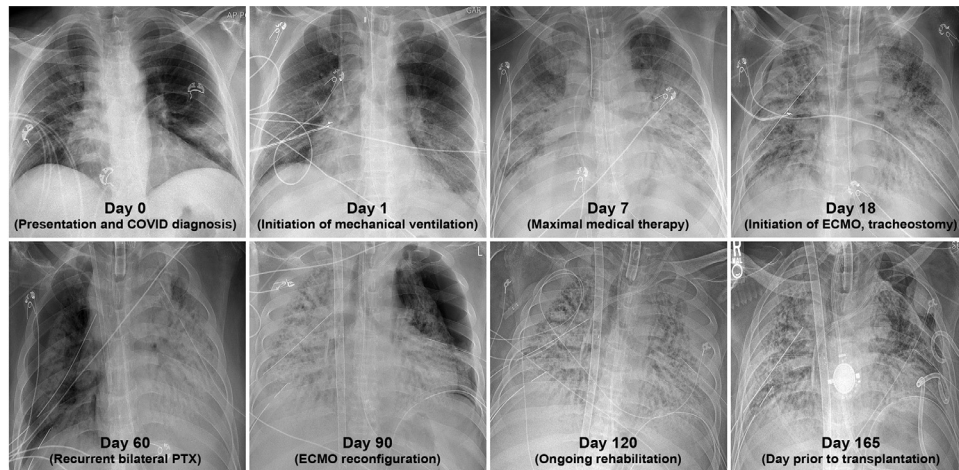 AP PO
Day 0
(Presentation and COVID diagnosis)
Day 1
(Initiation of mechanical ventilation)
Day 7
(Maximal medical therapy)
Day 18
(Initiation of ECMO, tracheostomy)
Day 60
(Recurrent bilateral PTX)
L
Day 90
(ECMO reconfiguration)
Day 120
(Ongoing rehabilitation)
R
Day 165
(Day prior to transplantation)